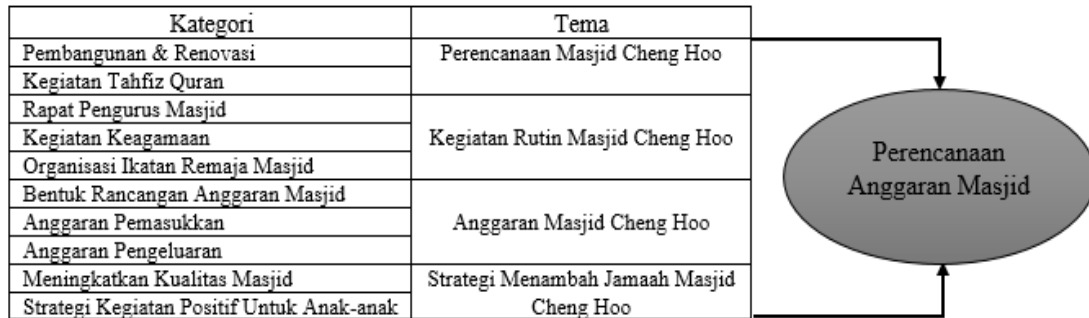 Kategori Tema
Pembangunan & Renovasi Perencanaan Masjid Cheng Hoo
Kegiatan Tahfiz Quran
Rapat Pengurus Masjid
Kegiatan Keagamaan Kegiatan Rutin Masjid Cheng Hoo
Organisasi Ikatan Remaja Masjid
Bentuk Rancangan Anggaran Masjid
Anggaran Pemasukkan Anggaran Masjid Cheng Hoo
Anggaran Pengeluaran
Meningkatkan Kualitas Masjid Strategi Menambah Jamaah Masjid
Strategi Kegiatan Positif Untuk Anak-anak Cheng Hoo
Perencanaan
Anggaran Masjid